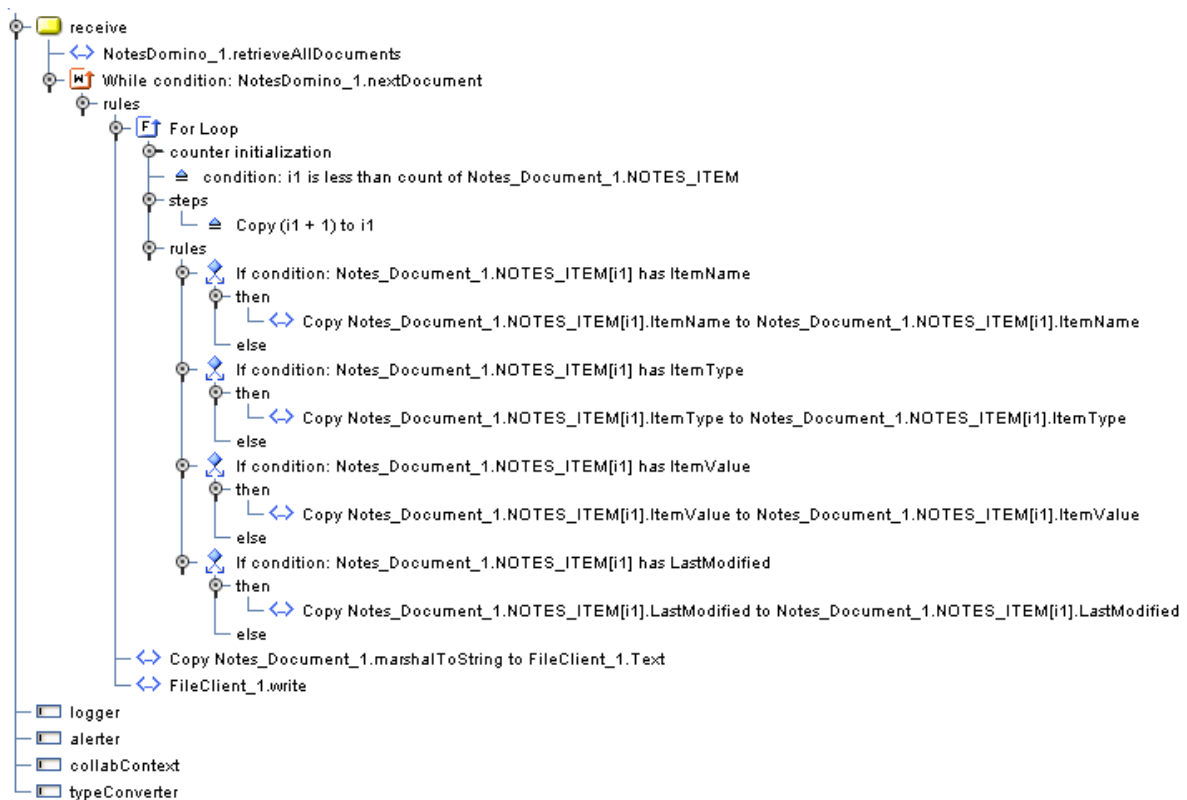 receive
NotesDomino_1.retrieveAllDocuments
While condition: NotesDomino_1.nextDocument
rules
For Loop
counter initialization
condition: i1 is less than count of Notes_Document_1.NOTES_ITEM
steps
Copy (i1 + 1) to i1
rules
If condition: Notes_Document_1.NOTES_ITEM[i1] has ItemName
then
Copy Notes_Document_1.NOTES_ITEM[i1].ItemName to Notes_Document_1.NOTES_ITEM[i1].ItemName
else
If condition: Notes_Document_1.NOTES_ITEM[i1] has ItemType
then
Copy Notes_Document_1.NOTES_ITEM[i1].ItemType to Notes_Document_1.NOTES_ITEM[i1].ItemType
else
If condition: Notes_Document_1.NOTES_ITEM[i1] has ItemValue
then
Copy Notes_Document_1.NOTES_ITEM[i1].ItemValue to Notes_Document_1.NOTES_ITEM[i1].ItemValue
else
If condition: Notes_Document_1.NOTES_ITEM[i1] has LastModified
then
Copy Notes_Document_1.NOTES_ITEM[i1].LastModified to Notes_Document_1.NOTES_ITEM[i1].LastModified
else
Copy Notes_Document_1.marshalToString to FileClient_1.Text
FileClient_1.write
logger
alerter
collabContext
typeConverter